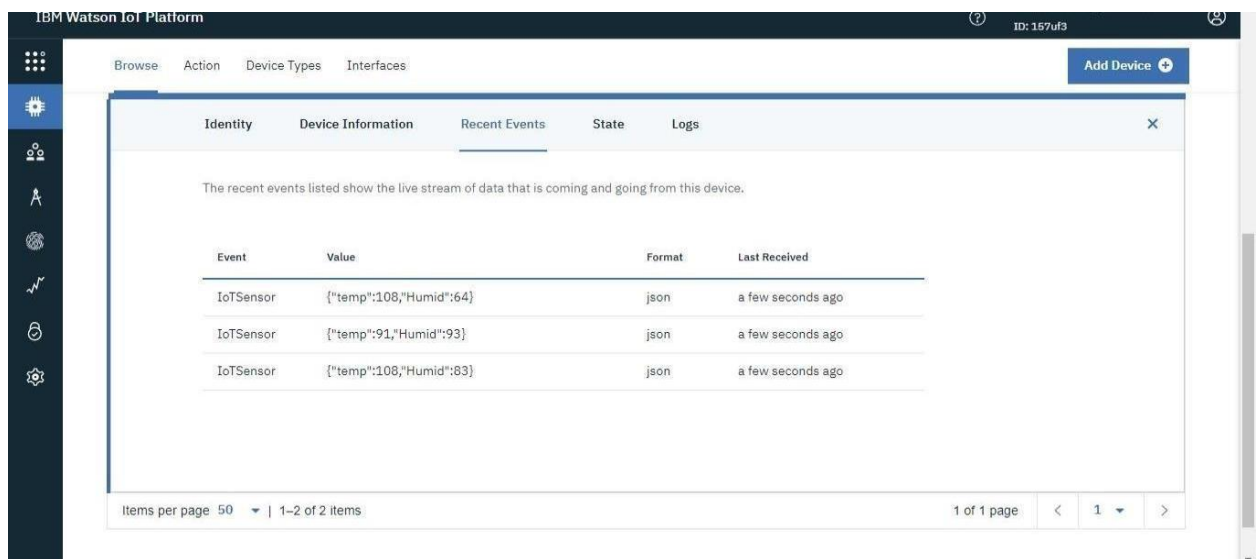 IBM Watson IoT Platform
ID: 157uf3
Browse Action Device Types Interfaces Add Device
Identity Device Information Recent Events State Logs
The recent events listed show the live stream of data that is coming and going from this device.
Event Value Format Last Received
IoTSensor {"temp":108,"Humid":64} json a few seconds ago
IoTSensor {"temp":91,"Humid":93} json a few seconds ago
IoTSensor {"temp":108,"Humid":83} json a few seconds ago
Items per page 50 | 1–2 of 2 items 1 of 1 page < 1 >